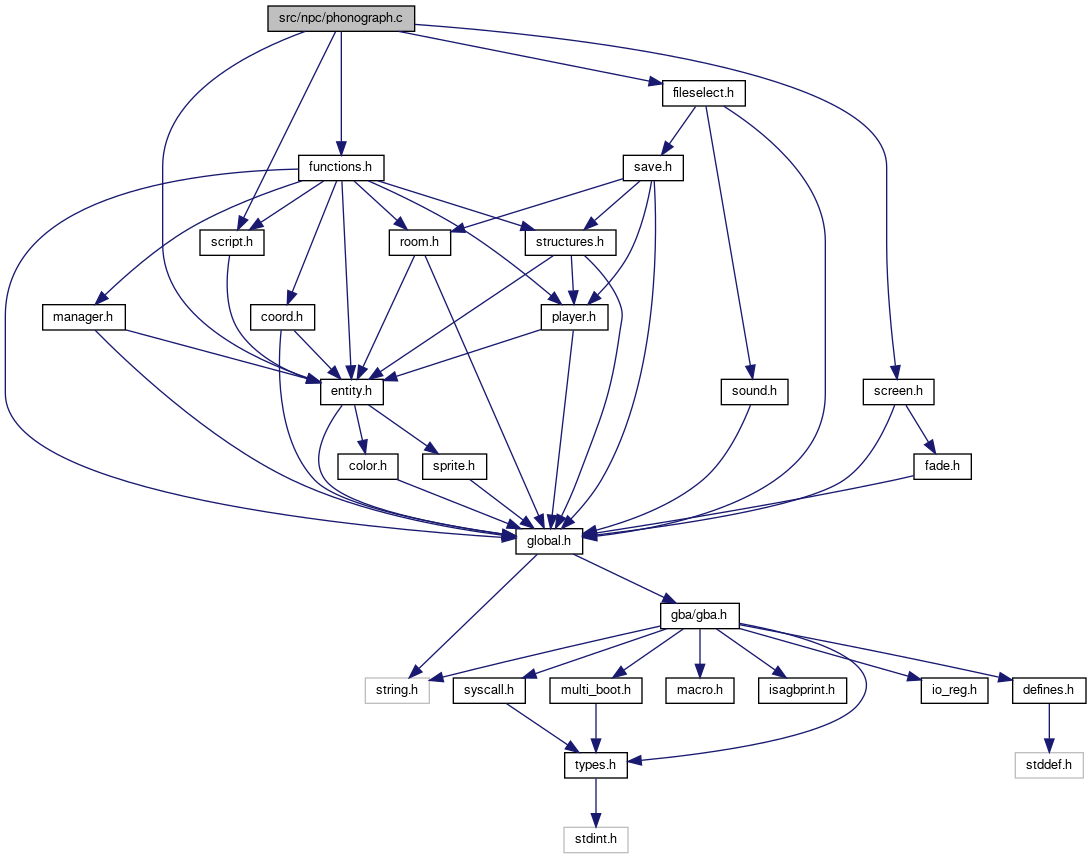 src/npc/phonograph.c
fileselect.h
functions.h
save.h
script.h
room.h
structures.h
manager.h
coord.h
player.h
entity.h
sound.h
screen.h
color.h
sprite.h
fade.h
global.h
gba/gba.h
string.h
syscall.h
multi_boot.h
macro.h
isagbprint.h
io_reg.h
defines.h
types.h
stddef.h
stdint.h